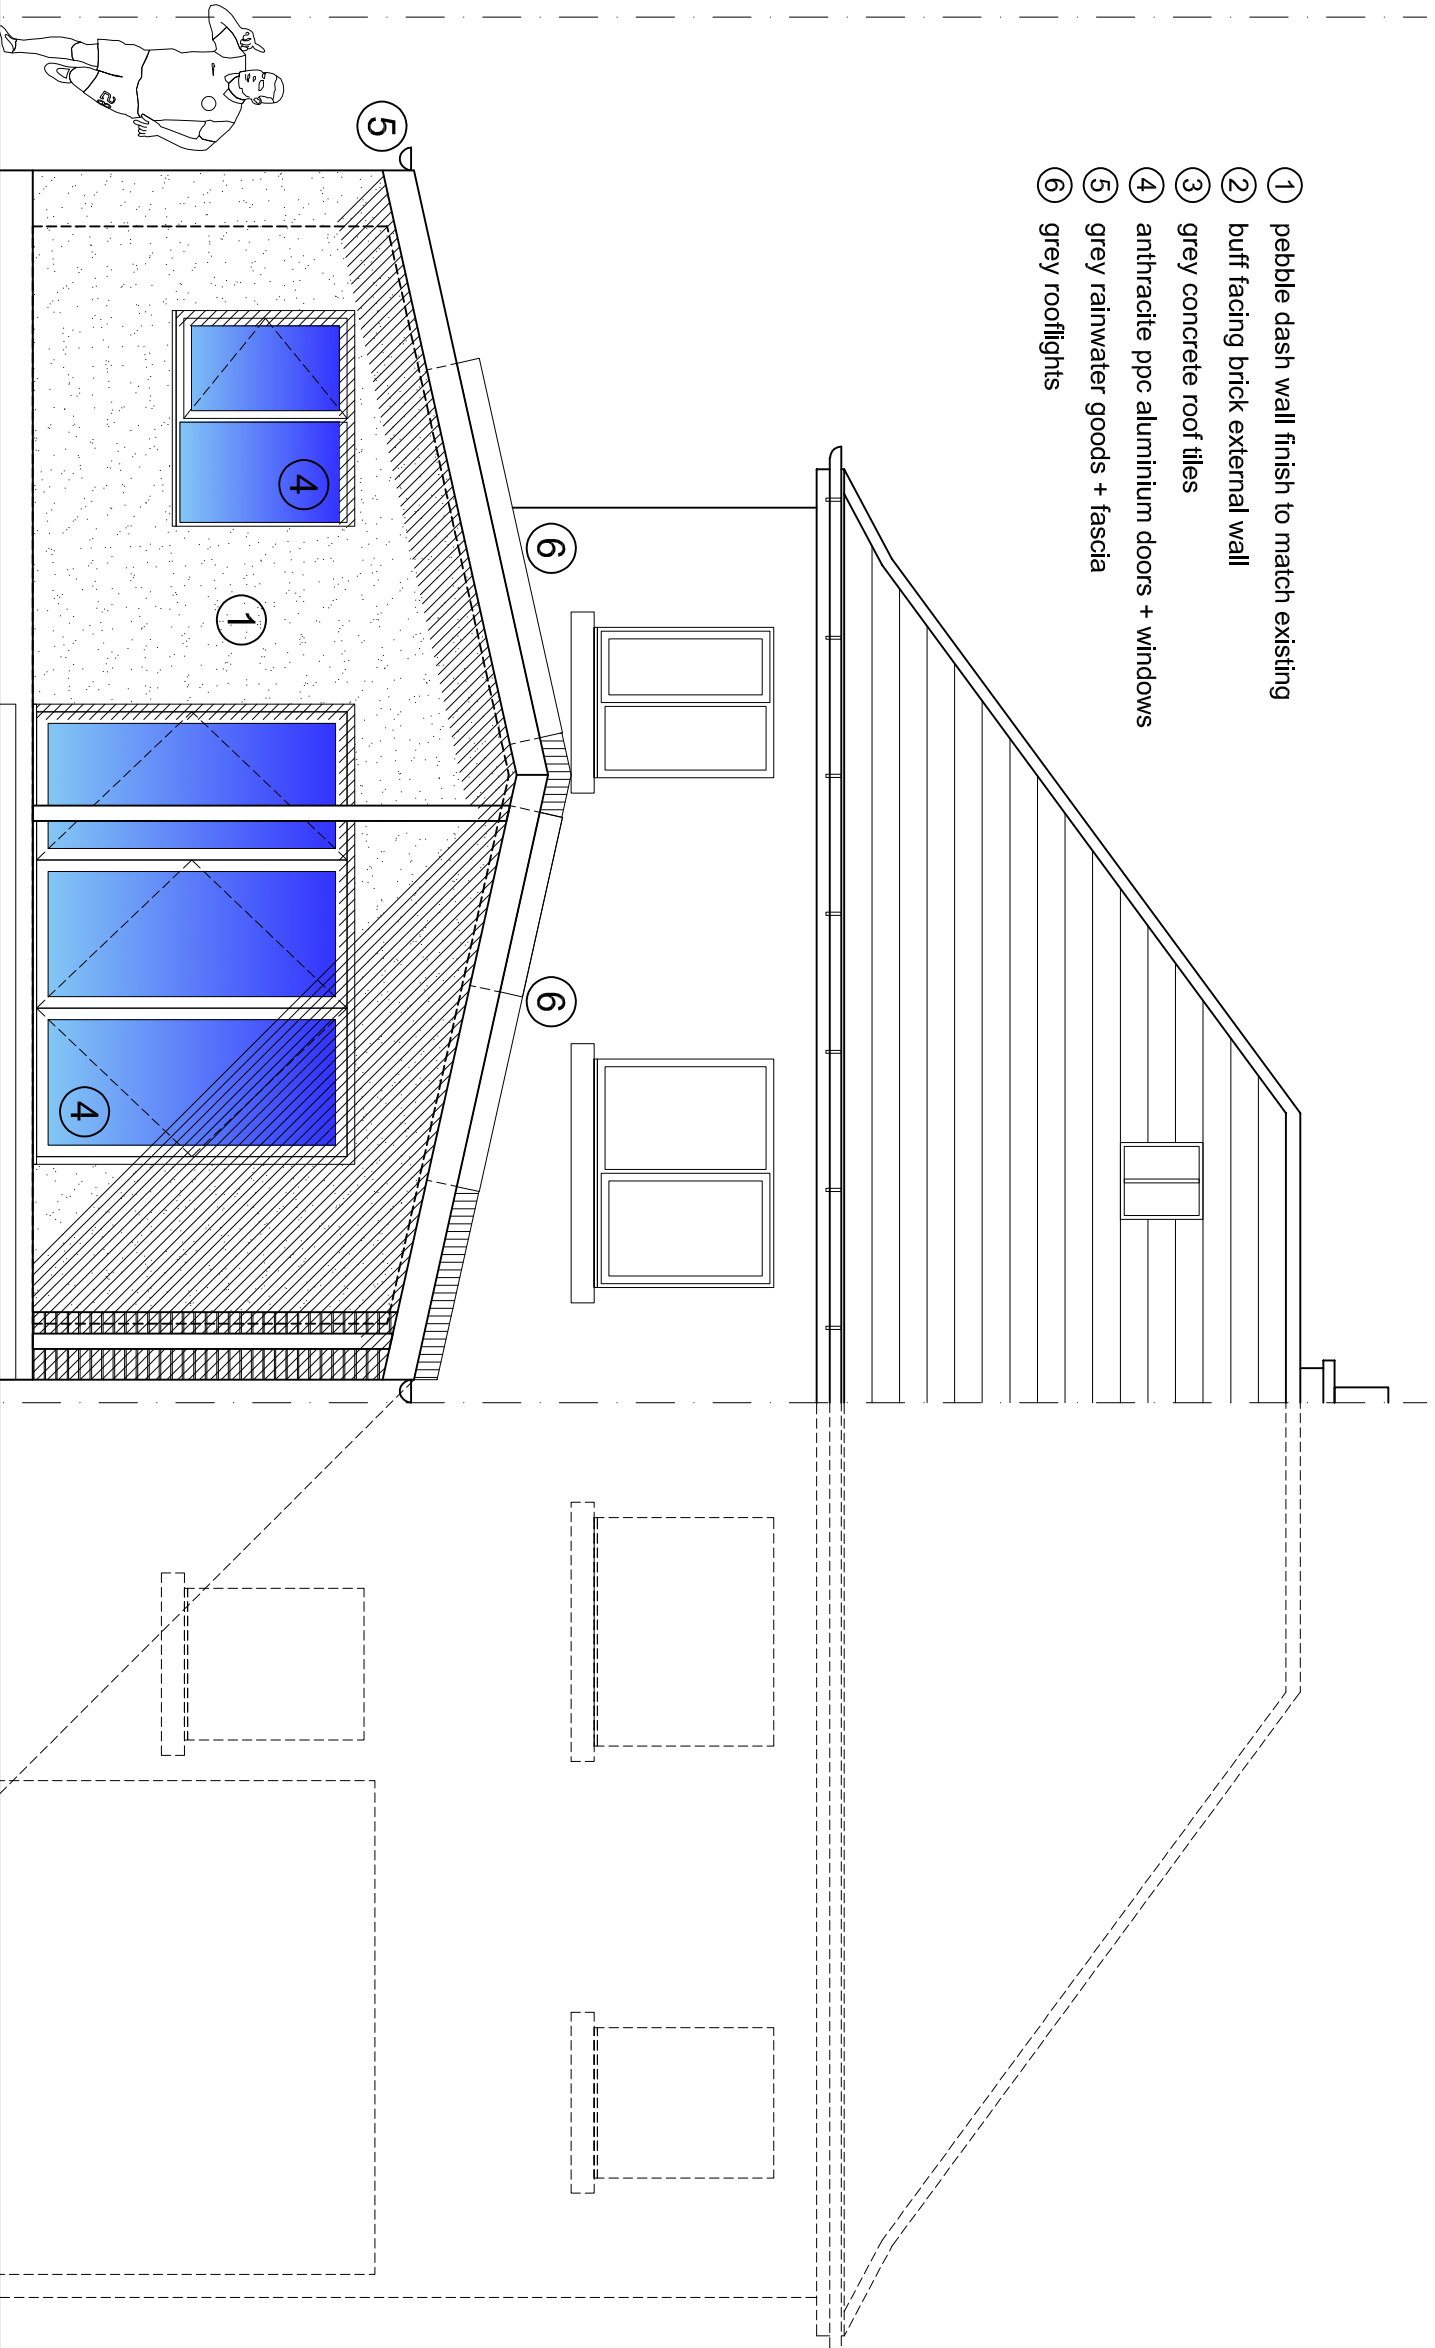 1 pebble dash wall finish to match existing
2 buff facing brick external wall
3 grey concrete roof tiles
4 anthracite ppc aluminium doors + windows
5 grey rainwater goods + fascia
6 grey rooflights
6
6
5
4
1
4